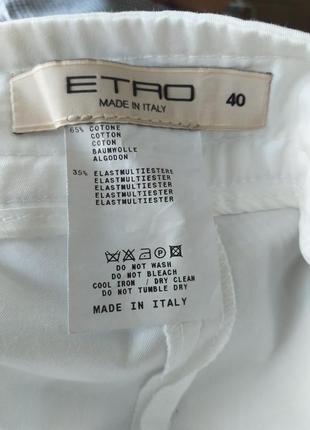 ETRO
MADE IN ITALY
40
65% COTONE
COTTON
COTON
BAUMWOLLE
ALGODON
35% ELASTMULTIESTERE
ELASTMULTIESTER
ELASTMULTIESTER
ELASTMULTIESTER
ELASTMULTIESTER
DO NOT WASH
DO NOT BLEACH
COOL IRON / DRY CLEAN
DO NOT TUMBLE DRY
MADE IN ITALY